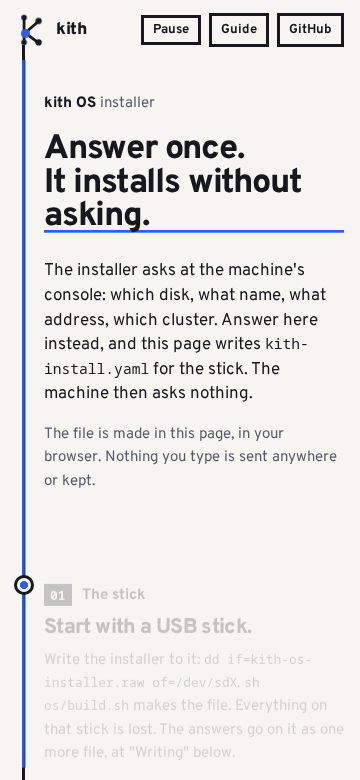 kith
Pause
Guide
GitHub
kith OS installer
Answer once.
It installs without
asking.
The installer asks at the machine's
console: which disk, what name, what
address, which cluster. Answer here
instead, and this page writes kith-
install.yaml for the stick. The
machine then asks nothing.
The file is made in this page, in your
browser. Nothing you type is sent anywhere
or kept.
01 The stick
Start with a USB stick.
Write the installer to it: dd if=kith-os-
installer.raw of=/dev/sdX. sh
os/build.sh makes the file. Everything on
that stick is lost. The answers go on it as one
more file, at "Writing" below.